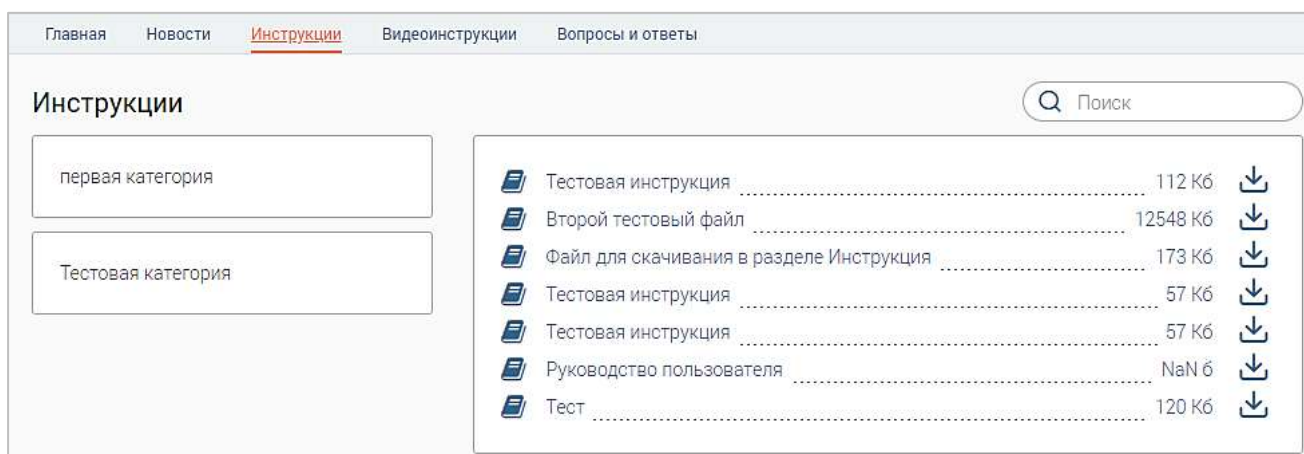 Главная Новости Инструкции Видеоинструкции Вопросы и ответы
Инструкции
Поиск
первая категория
Тестовая категория
Тестовая инструкция 112 Кб
Второй тестовый файл 12548 Кб
Файл для скачивания в разделе Инструкция 173 Кб
Тестовая инструкция 57 Кб
Тестовая инструкция 57 Кб
Руководство пользователя NaN б
Тест 120 Кб